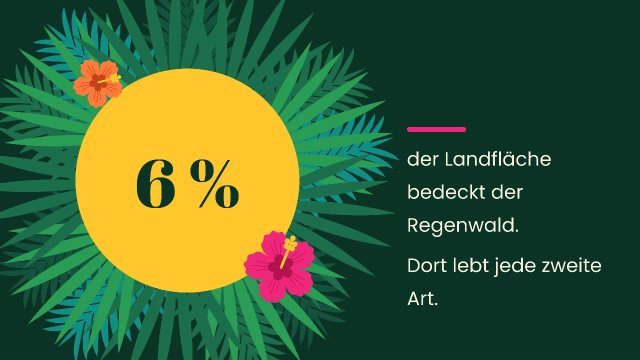 6 %
der Landfläche
bedeckt der
Regenwald.
Dort lebt jede zweite
Art.